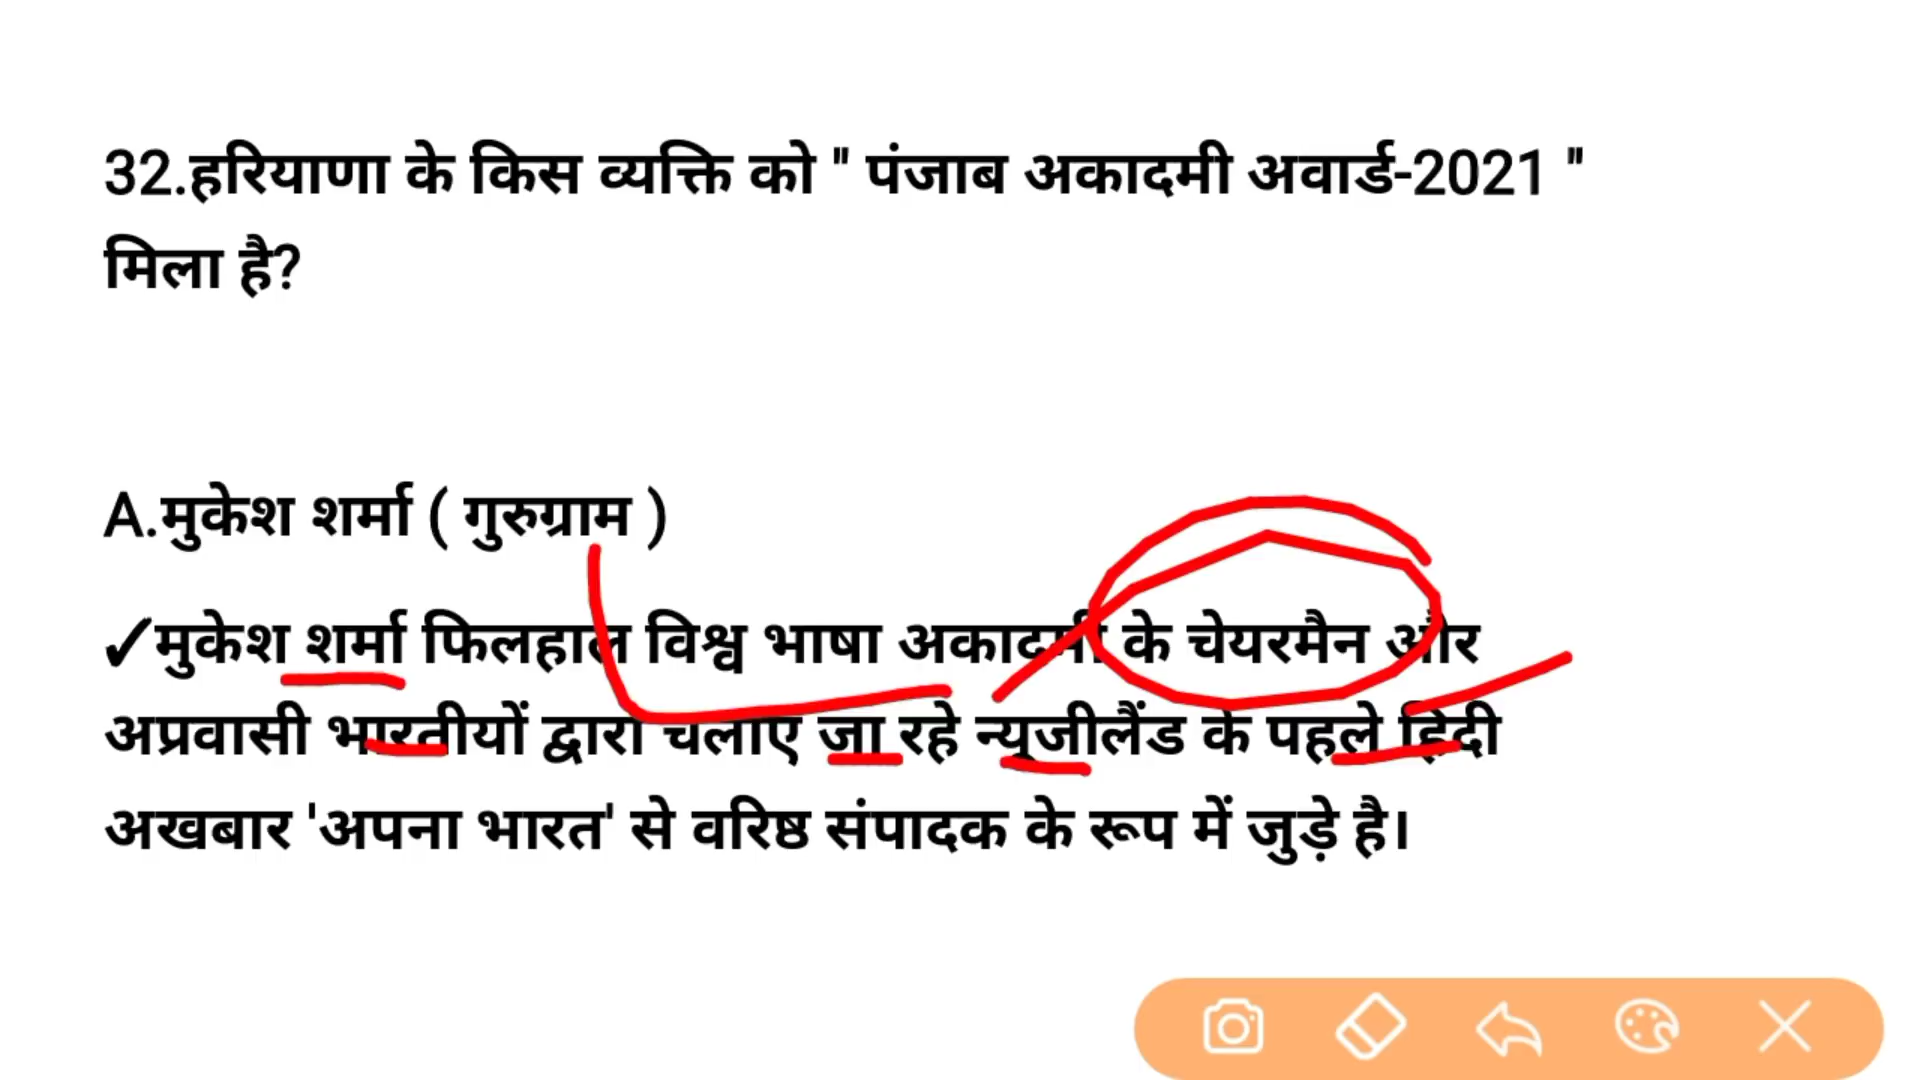 32.हरियाणा के किस व्यक्ति को " पंजाब अकादमी अवार्ड-2021 "
मिला है?
A.मुकेश शर्मा ( गुरुग्राम )
✓मुकेश शर्मा फिलहाल विश्व भाषा अकादमी के चेयरमैन और
अप्रवासी भारतीयों द्वारा चलाए जा रहे न्यूजीलैंड के पहले हिंदी
अखबार 'अपना भारत' से वरिष्ठ संपादक के रूप में जुड़े है।